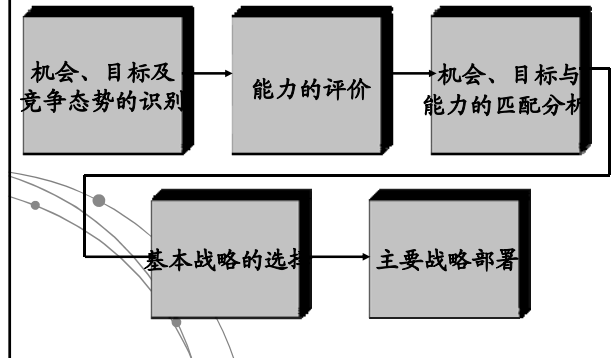 机会、目标及
竞争态势的识别
能力的评价
机会、目标与
能力的匹配分析
基本战略的选择
主要战略部署